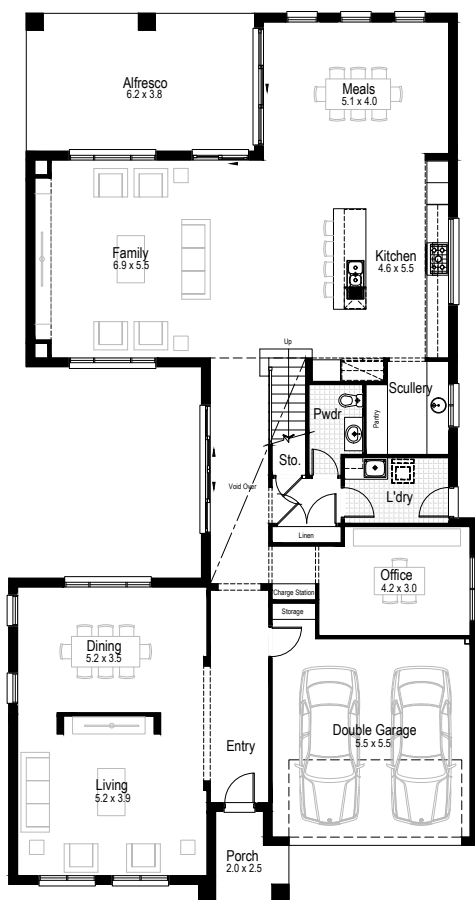 Alfresco
6.2 x 3.8
Meals
5.1 x 4.0
Family
6.9 x 5.5
Kitchen
4.6 x 5.5
Up
Scullery
Pwdr
Pantry
Sto.
Void Over
L'dry
Linen
Office
4.2 x 3.0
Charge Station
Storage
Dining
5.2 x 3.5
Double Garage
5.5 x 5.5
Entry
Living
5.2 x 3.9
Porch
2.0 x 2.5